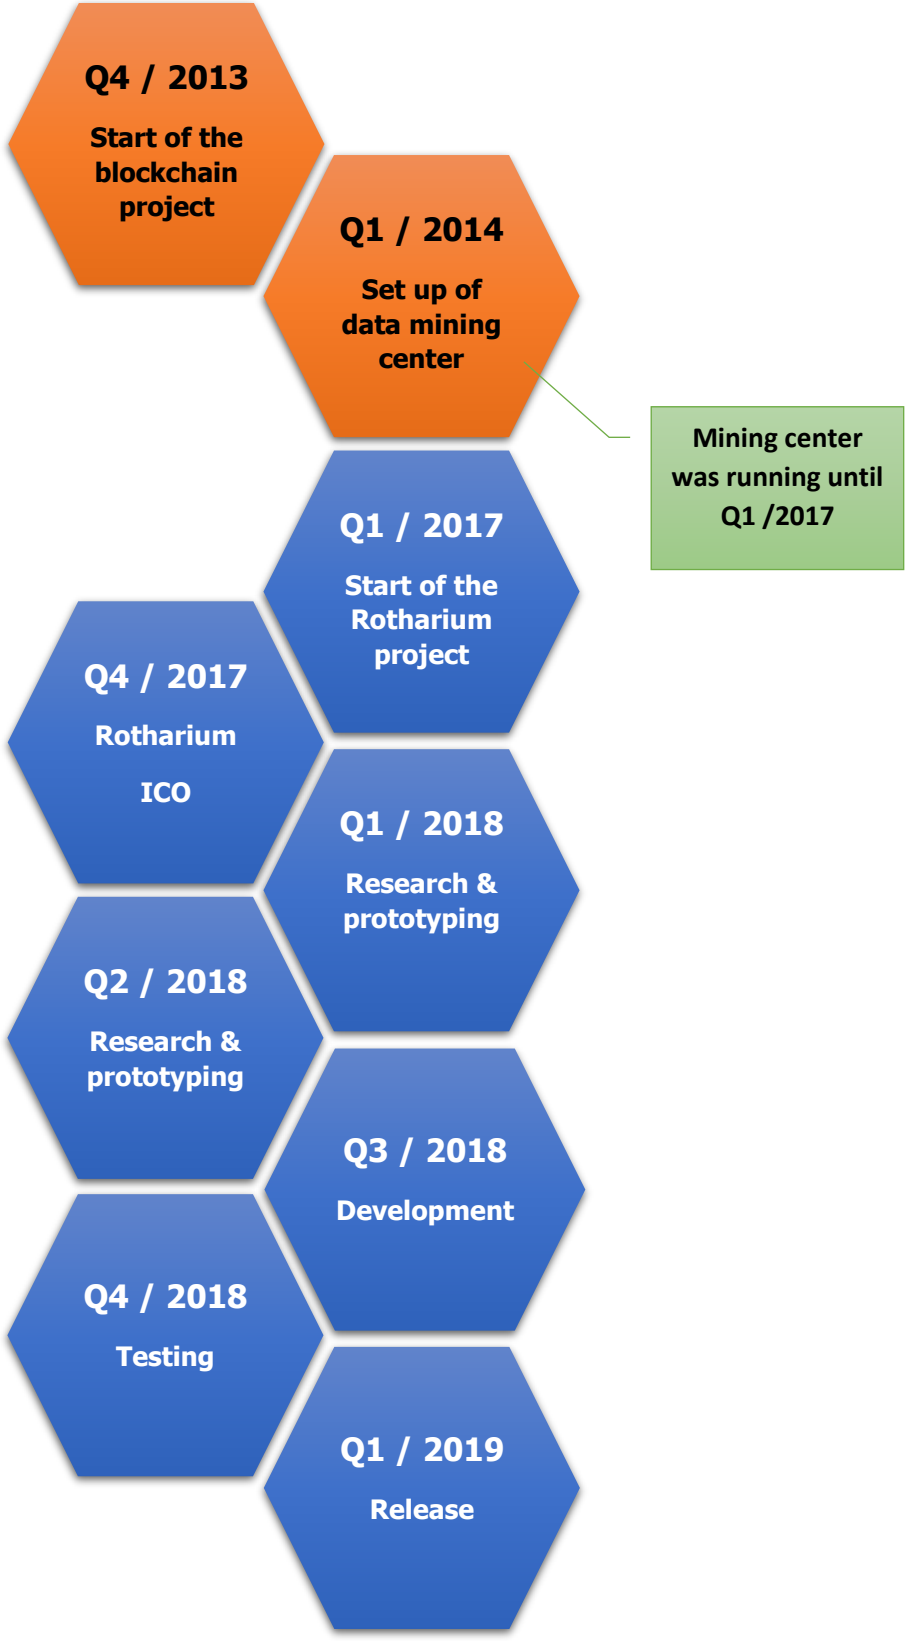 Q4 / 2013
Start of the
blockchain
project
Q1 / 2014
Set up of
data mining
center
Mining center
was running until
Q1 /2017
Q1 / 2017
Start of the
Rotharium
project
Q4 / 2017
Rotharium
ICO
Q1 / 2018
Research &
prototyping
Q2 / 2018
Research &
prototyping
Q3 / 2018
Development
Q4 / 2018
Testing
Q1 / 2019
Release